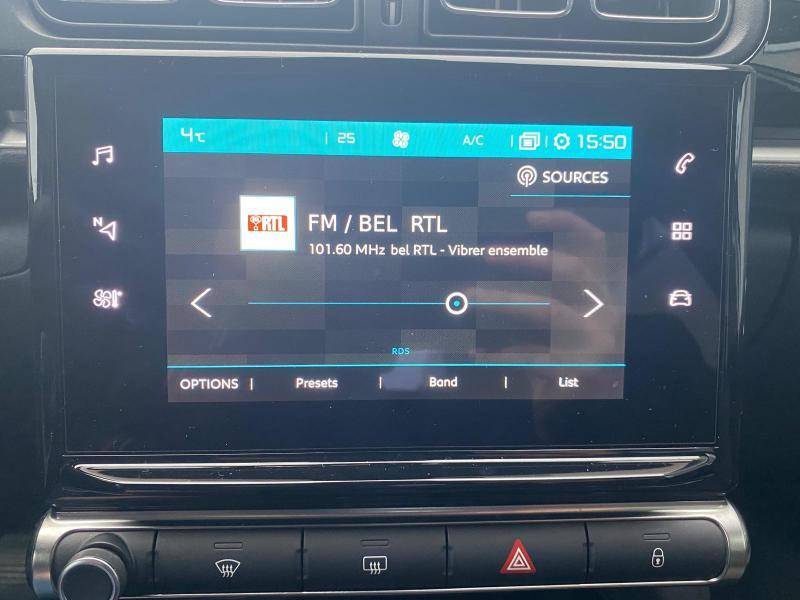 4°C 25 A/C 15:50
SOURCES
RTL
FM / BEL RTL
101.60 MHz bel RTL - Vibrer ensemble
N
RDS
OPTIONS | Presets | Band | List